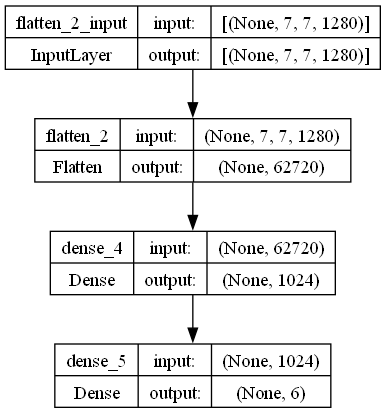 flatten_2_input input: [(None, 7, 7, 1280)]
InputLayer output: [(None, 7, 7, 1280)]
flatten_2 input: (None, 7, 7, 1280)
Flatten output: (None, 62720)
dense_4 input: (None, 62720)
Dense output: (None, 1024)
dense_5 input: (None, 1024)
Dense output: (None, 6)